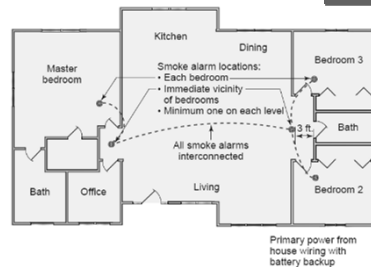 Kitchen
Dining
Master
bedroom
Smoke alarm locations:
• Each bedroom
• Immediate vicinity
of bedrooms
• Minimum one on each level
Bedroom 3
3 ft.
Bath
All smoke alarms
interconnected
Bath
Office
Living
Bedroom 2
Primary power from
house wiring with
battery backup